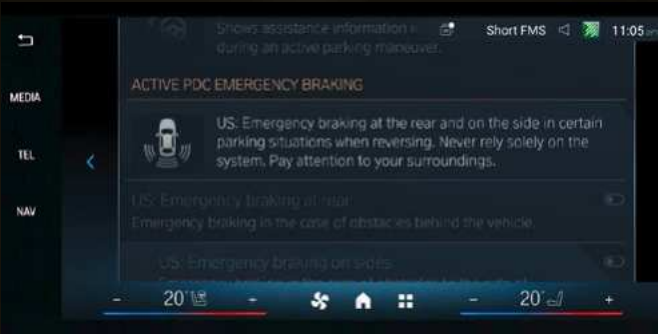 Shows assistance information
Short FMS
11:05
during an active parking maneuver.
ACTIVE PDC EMERGENCY BRAKING
MEDIA
US: Emergency braking at the rear and on the side in certain
parking situations when reversing. Never rely solely on the
system. Pay attention to your surroundings.
TEL
NAV
US: Emergency braking at rear
Emergency braking in the case of obstacles behind the vehicle.
US: Emergency braking on sides
- 20° -
- 20° +